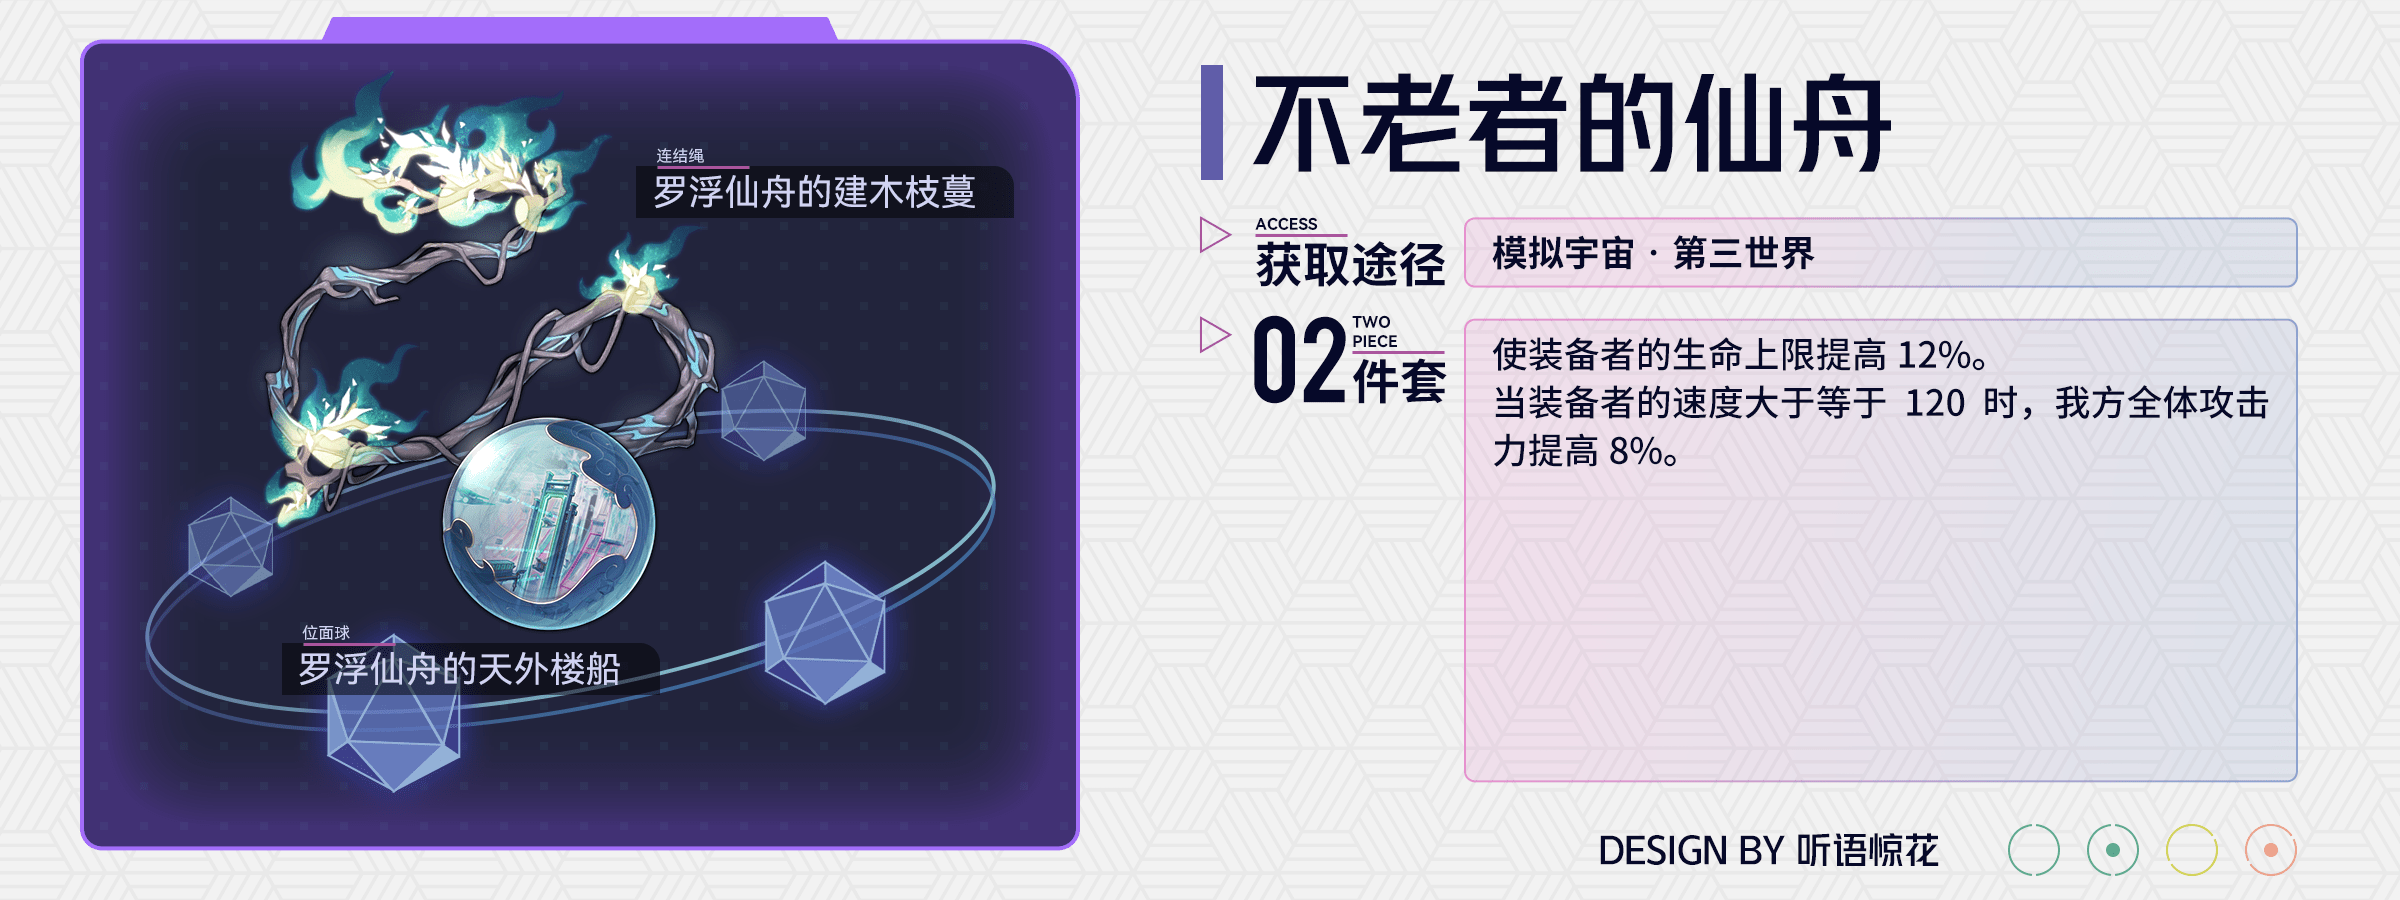 连结绳
罗浮仙舟的建木枝蔓
位面球
罗浮仙舟的天外楼船
不老者的仙舟
ACCESS
获取途径
模拟宇宙 · 第三世界
02
TWO
PIECE
件套
使装备者的生命上限提高 12%。
当装备者的速度大于等于 120 时，我方全体攻击
力提高 8%。
DESIGN BY 听语惊花